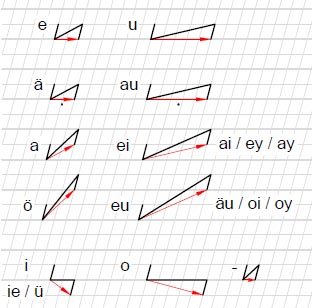 e u
ä au
a ei ai / ey / ay
ö eu äu / oi / oy
i o -
ie / ü